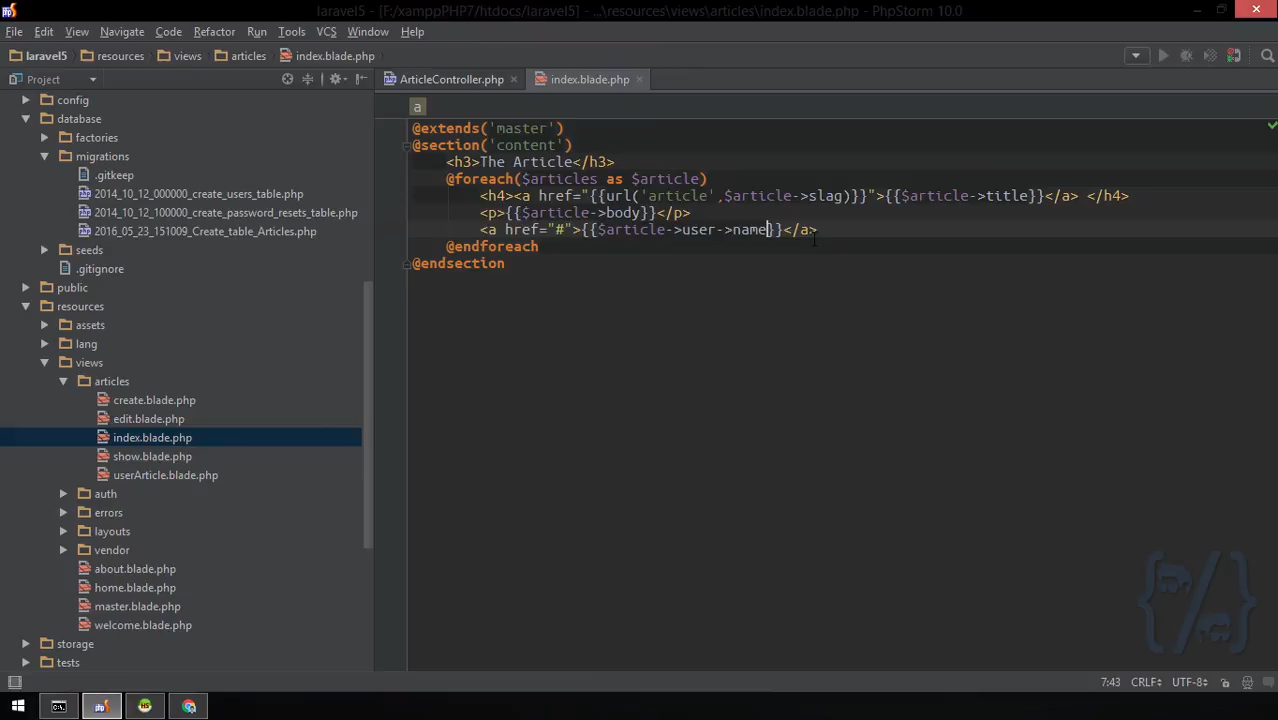 laravel5 - [F:/xamppPHP7/htdocs/laravel5] - ...\resources\views\articles\index.blade.php - PhpStorm 10.0
File Edit View Navigate Code Refactor Run Tools VCS Window Help
laravel5 resources views articles index.blade.php
Project
ArticleController.php index.blade.php
a
config
database
factories
migrations
.gitkeep
2014_10_12_000000_create_users_table.php
2014_10_12_100000_create_password_resets_table.php
2016_05_23_151009_Create_table_Articles.php
seeds
.gitignore
public
resources
assets
lang
views
articles
create.blade.php
edit.blade.php
index.blade.php
show.blade.php
userArticle.blade.php
auth
errors
layouts
vendor
about.blade.php
home.blade.php
master.blade.php
welcome.blade.php
storage
tests
@extends('master')
@section('content')
<h3>The Article</h3>
@foreach($articles as $article)
<h4><a href="{{url('article',$article->slag)}}">{{$article->title}}</a> </h4>
<p>{{$article->body}}</p>
<a href="#">{{$article->user->name}}</a>
@endforeach
@endsection
{/}
7:43 CRLF UTF-8